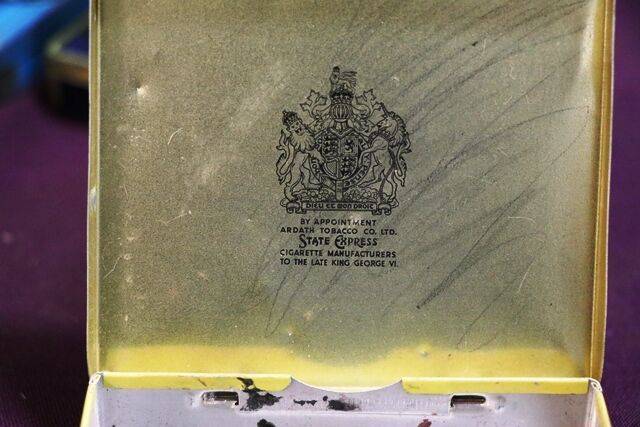 DIEU ET MON DROIT
BY APPOINTMENT
ARDATH TOBACCO CO. LTD.
STATE EXPRESS
CIGARETTE MANUFACTURERS
TO THE LATE KING GEORGE VI.